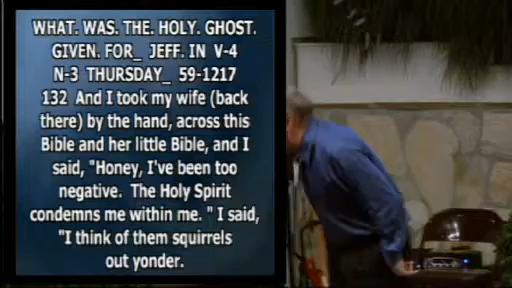 WHAT. WAS. THE. HOLY. GHOST.
GIVEN. FOR_ JEFF. IN V-4
N-3 THURSDAY_ 59-1217
132 And I took my wife (back
there) by the hand, across this
Bible and her little Bible, and I
said, "Honey, I've been too
negative. The Holy Spirit
condemns me within me. " I said,
"I think of them squirrels
out yonder.